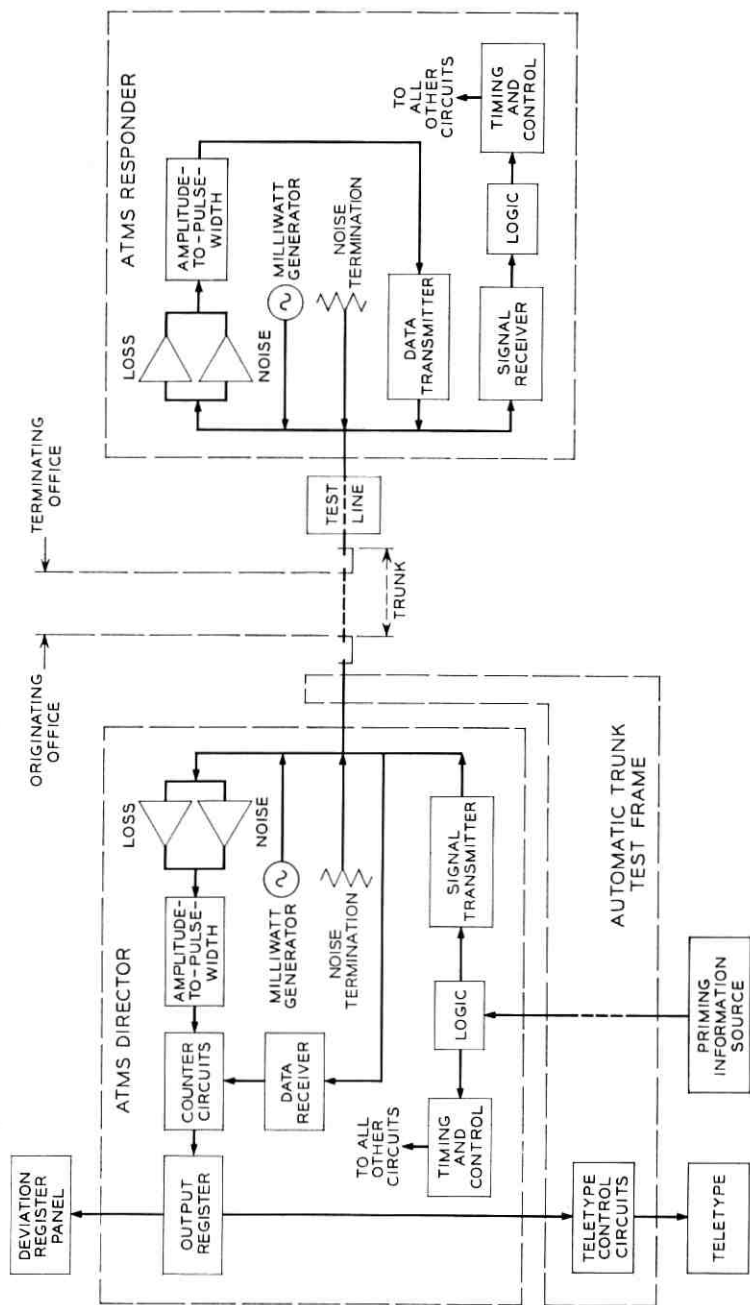 ORIGINATING
OFFICE
TERMINATING
OFFICE
DEVIATION
REGISTER
PANEL
ATMS DIRECTOR
LOSS
NOISE
AMPLITUDE-
TO-PULSE-
WIDTH
COUNTER
CIRCUITS
OUTPUT
REGISTER
MILLIWATT
GENERATOR
DATA
RECEIVER
NOISE
TERMINATION
TO ALL
OTHER
CIRCUITS
TIMING
AND
CONTROL
LOGIC
SIGNAL
TRANSMITTER
AUTOMATIC TRUNK
TEST FRAME
TELETYPE
CONTROL
CIRCUITS
TELETYPE
PRIMING
INFORMATION
SOURCE
TRUNK
TEST
LINE
ATMS RESPONDER
LOSS
NOISE
AMPLITUDE-
TO-PULSE-
WIDTH
MILLIWATT
GENERATOR
NOISE
TERMINATION
DATA
TRANSMITTER
SIGNAL
RECEIVER
LOGIC
TIMING
AND
CONTROL
TO
ALL
OTHER
CIRCUITS